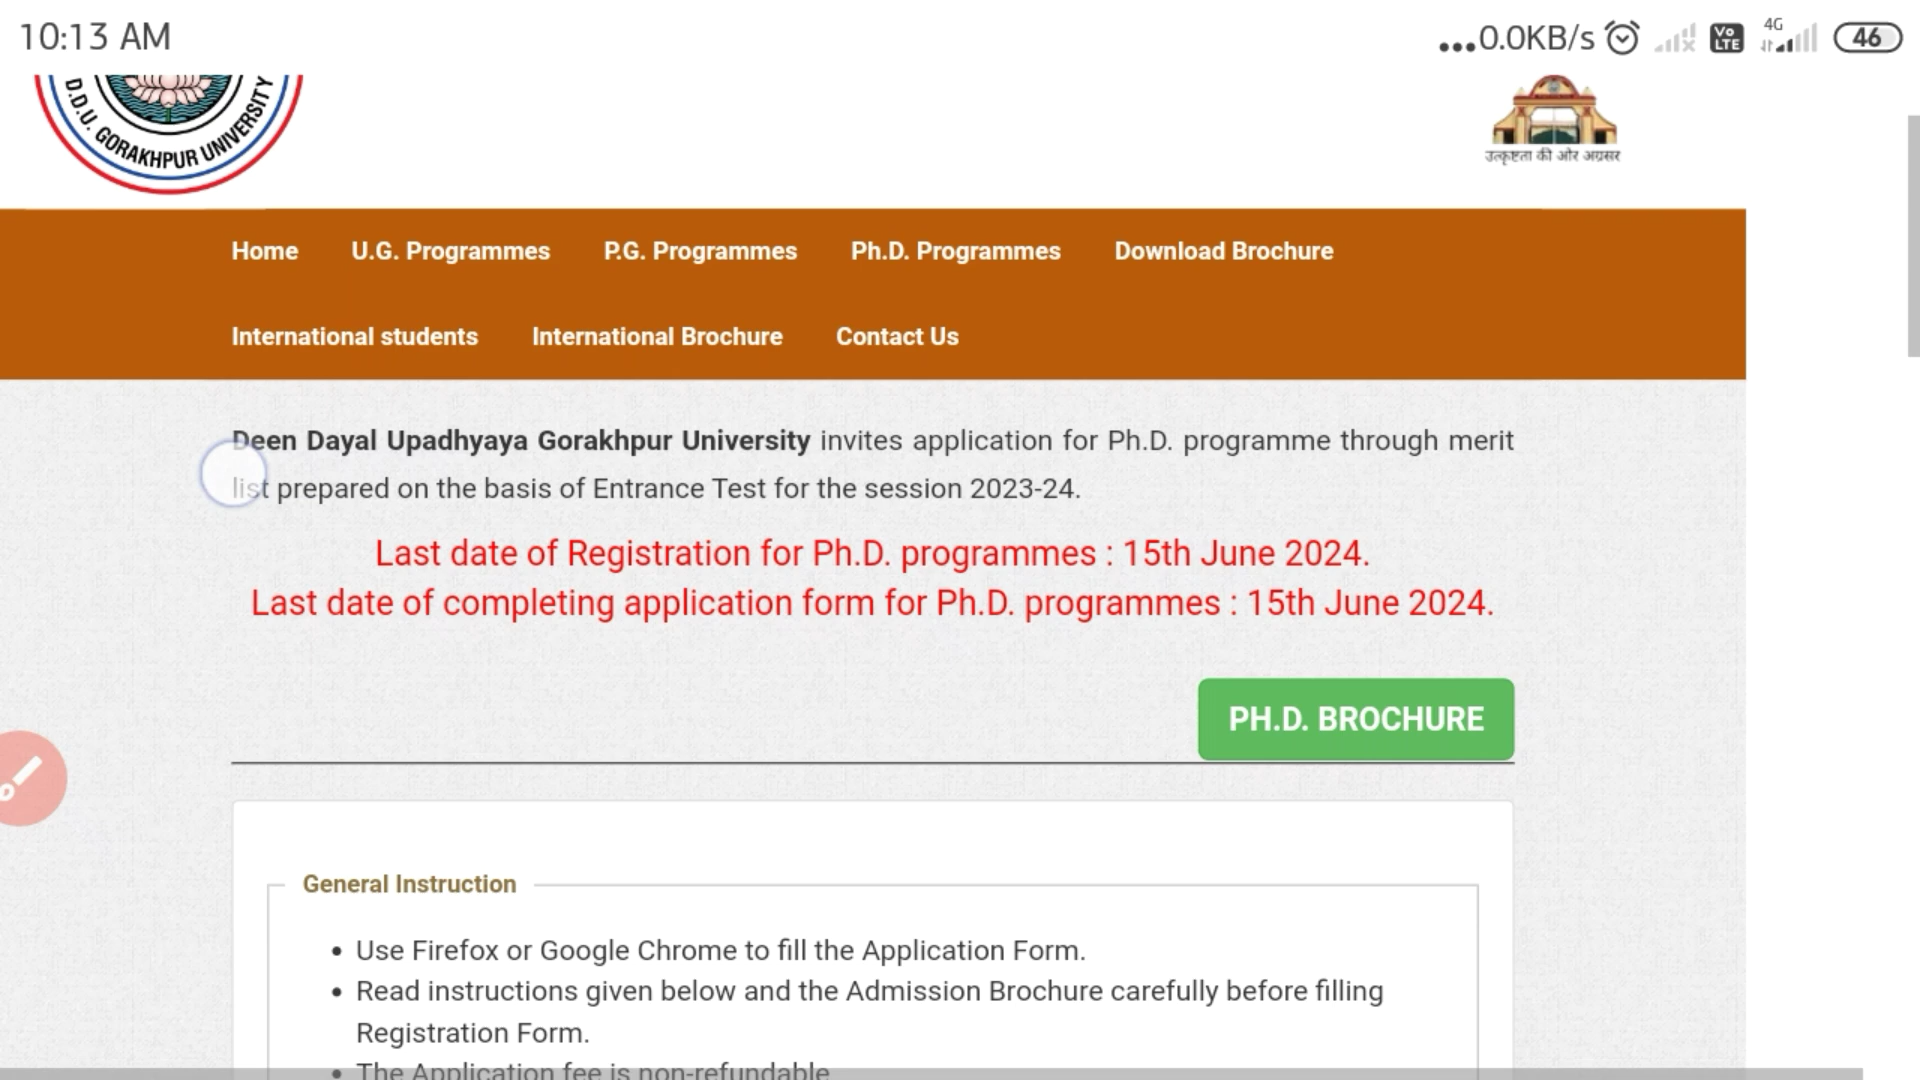 10:13 AM
...0.0KB/s
Vo LTE
4G
46
D.D.U. GORAKHPUR UNIVERSITY
उत्कृष्टता की ओर अग्रसर
Home U.G. Programmes P.G. Programmes Ph.D. Programmes Download Brochure
International students International Brochure Contact Us
Deen Dayal Upadhyaya Gorakhpur University invites application for Ph.D. programme through merit
list prepared on the basis of Entrance Test for the session 2023-24.
Last date of Registration for Ph.D. programmes : 15th June 2024.
Last date of completing application form for Ph.D. programmes : 15th June 2024.
PH.D. BROCHURE
General Instruction
• Use Firefox or Google Chrome to fill the Application Form.
• Read instructions given below and the Admission Brochure carefully before filling
Registration Form.
• The Application fee is non-refundable